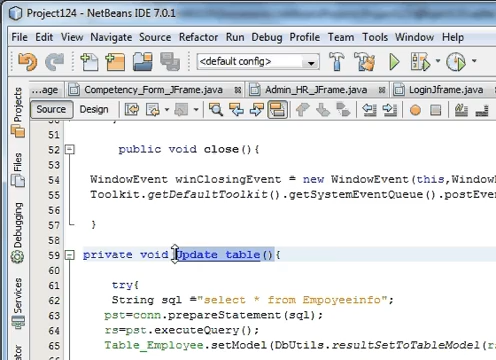 Project124 - NetBeans IDE 7.0.1
File Edit View Navigate Source Refactor Run Debug Profile Team Tools Window
<default config>
...age Competency_Form_JFrame.java Admin_HR_JFrame.java LoginJframe.java
Source Design
Projects
Files
Debugging
Services
50 }
51
52 public void close(){
53
54 WindowEvent winClosingEvent = new WindowEvent(this,Window
55 Toolkit.getDefaultToolkit().getSystemEventQueue().postEven
56
57 }
58
59 private void Update_table(){
60
61 try{
62 String sql ="select * from Empoyeeinfo";
63 pst=conn.prepareStatement(sql);
64 rs=pst.executeQuery();
65 Table_Employee.setModel(DbUtils.resultSetToTableModel(rs